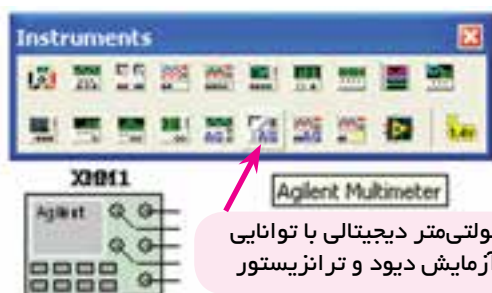 Instruments
XMM1
Agilent
Agilent Multimeter
ولتی‌متر دیجیتالی با توانایی
آزمایش دیود و ترانزیستور